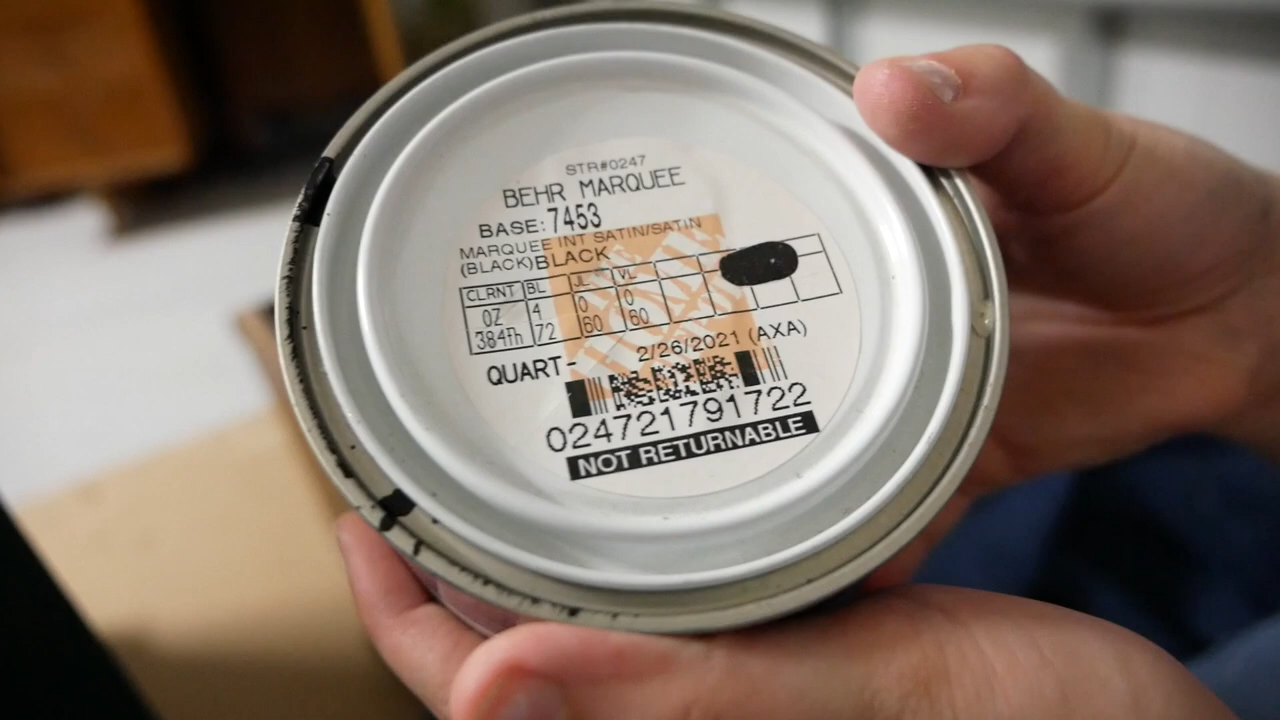 STR#0247
BEHR MARQUEE
BASE:7453
MARQUEE INT SATIN/SATIN
(BLACK)BLACK
CLRNT BL JL VL
OZ 4 0 0
384Th 72 60 60
QUART- 2/26/2021 (AXA)
024721791722
NOT RETURNABLE